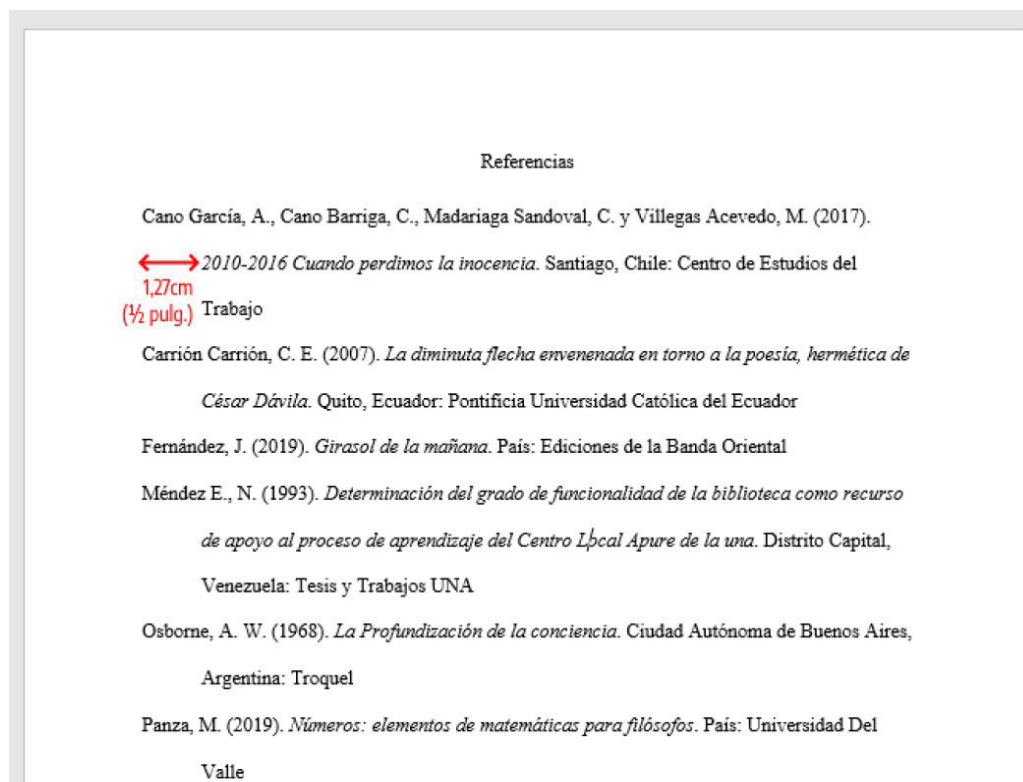 Referencias
Cano García, A., Cano Barriga, C., Madariaga Sandoval, C. y Villegas Acevedo, M. (2017).
2010-2016 Cuando perdimos la inocencia. Santiago, Chile: Centro de Estudios del
1,27cm
(½ pulg.)
Trabajo
Carrión Carrión, C. E. (2007). La diminuta flecha envenenada en torno a la poesía, hermética de
César Dávila. Quito, Ecuador: Pontificia Universidad Católica del Ecuador
Fernández, J. (2019). Girasol de la mañana. País: Ediciones de la Banda Oriental
Méndez E., N. (1993). Determinación del grado de funcionalidad de la biblioteca como recurso
de apoyo al proceso de aprendizaje del Centro Local Apure de la una. Distrito Capital,
Venezuela: Tesis y Trabajos UNA
Osborne, A. W. (1968). La Profundización de la conciencia. Ciudad Autónoma de Buenos Aires,
Argentina: Troquel
Panza, M. (2019). Números: elementos de matemáticas para filósofos. País: Universidad Del
Valle